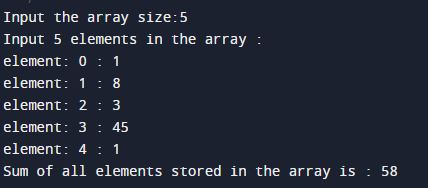 Input the array size:5
Input 5 elements in the array :
element: 0 : 1
element: 1 : 8
element: 2 : 3
element: 3 : 45
element: 4 : 1
Sum of all elements stored in the array is : 58